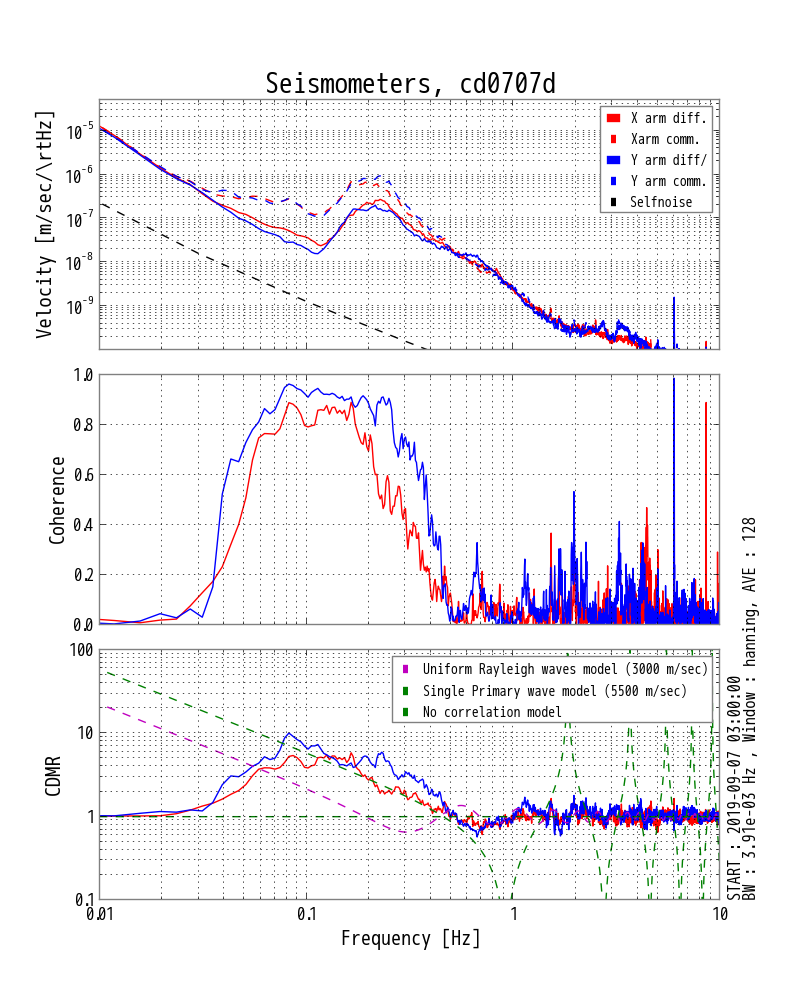 Seismometers, cd0707d
Velocity [m/sec/\rtHz]
10^-5
10^-6
10^-7
10^-8
10^-9
X arm diff.
Xarm comm.
Y arm diff/
Y arm comm.
Selfnoise
Coherence
1.0
0.8
0.6
0.4
0.2
0.0
CDMR
100
10
1
0.1
Uniform Rayleigh waves model (3000 m/sec)
Single Primary wave model (5500 m/sec)
No correlation model
0.01
0.1
1
10
Frequency [Hz]
START : 2019-09-07 03:00:00
BW : 3.91e-03 Hz , Window : hanning, AVE : 128